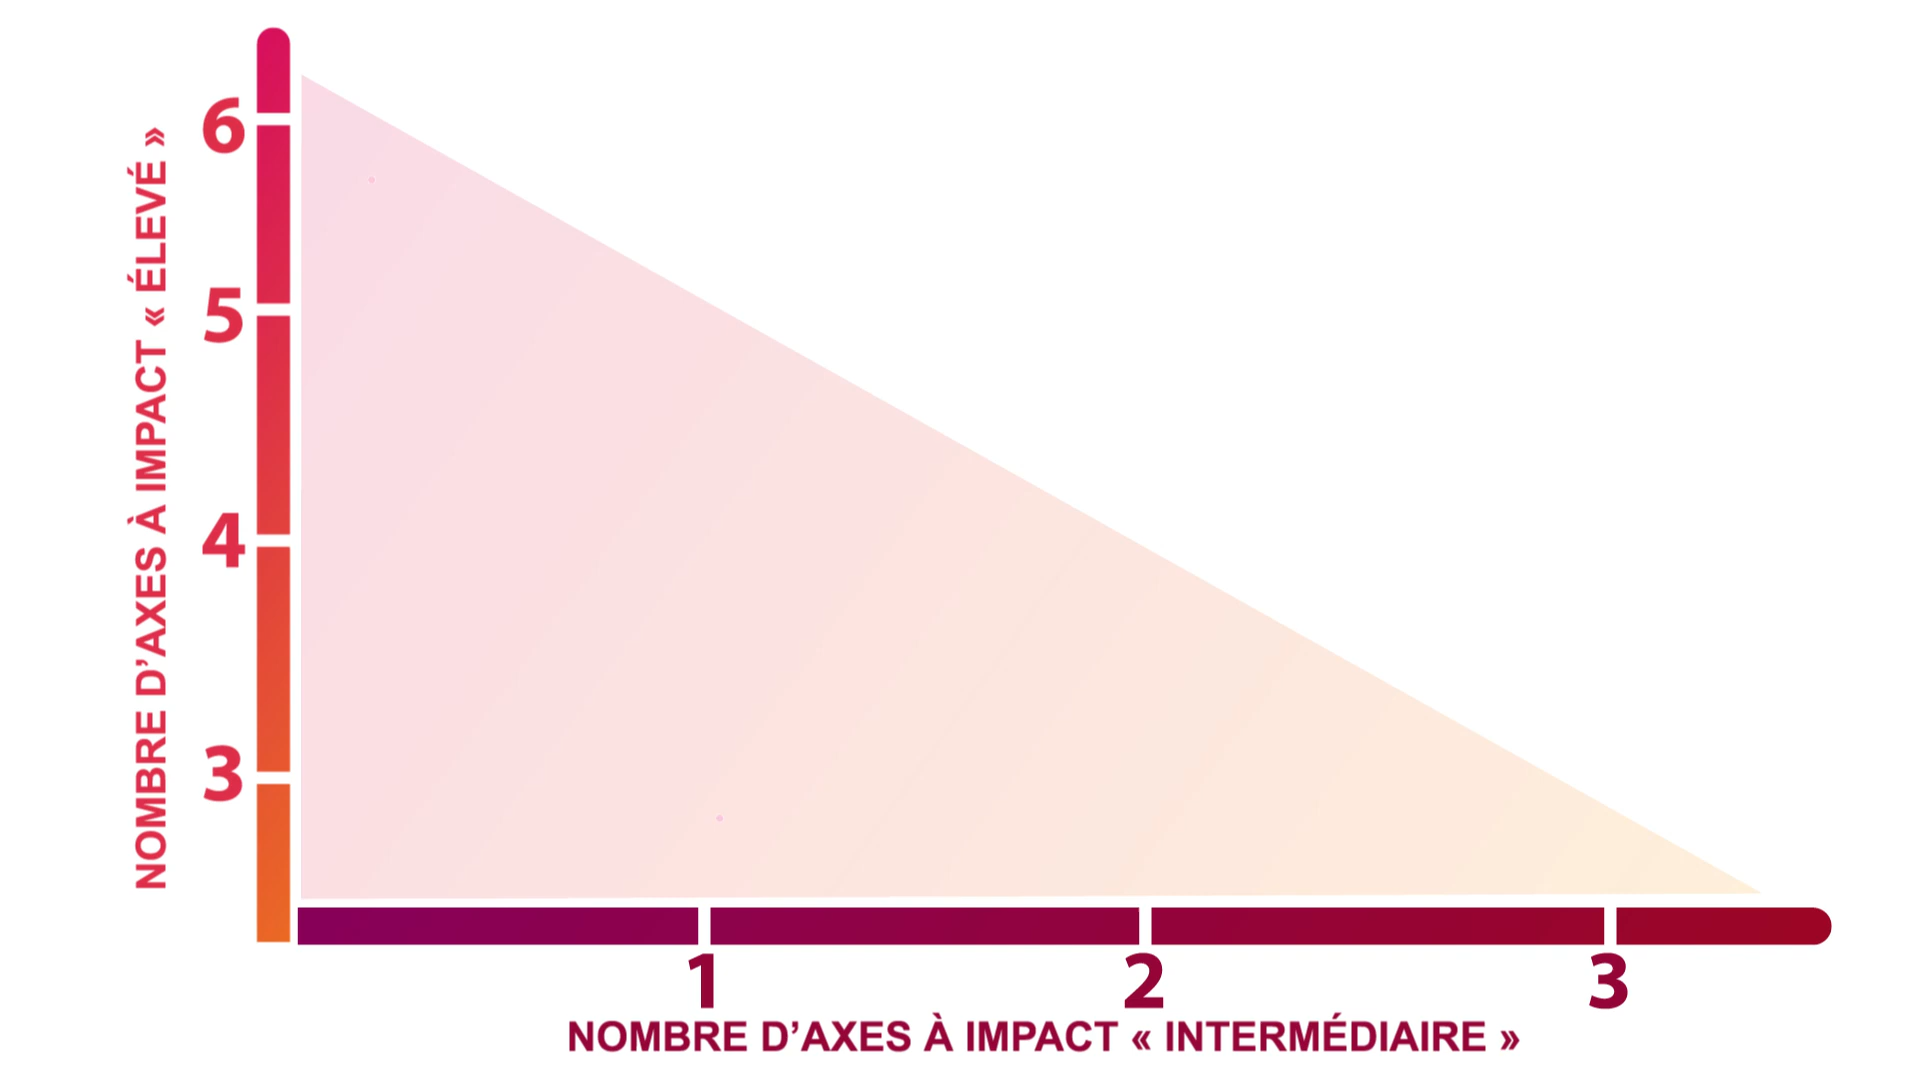 NOMBRE D’AXES À IMPACT « ÉLEVÉ »
6
5
4
3
1 2 3
NOMBRE D’AXES À IMPACT « INTERMÉDIAIRE »